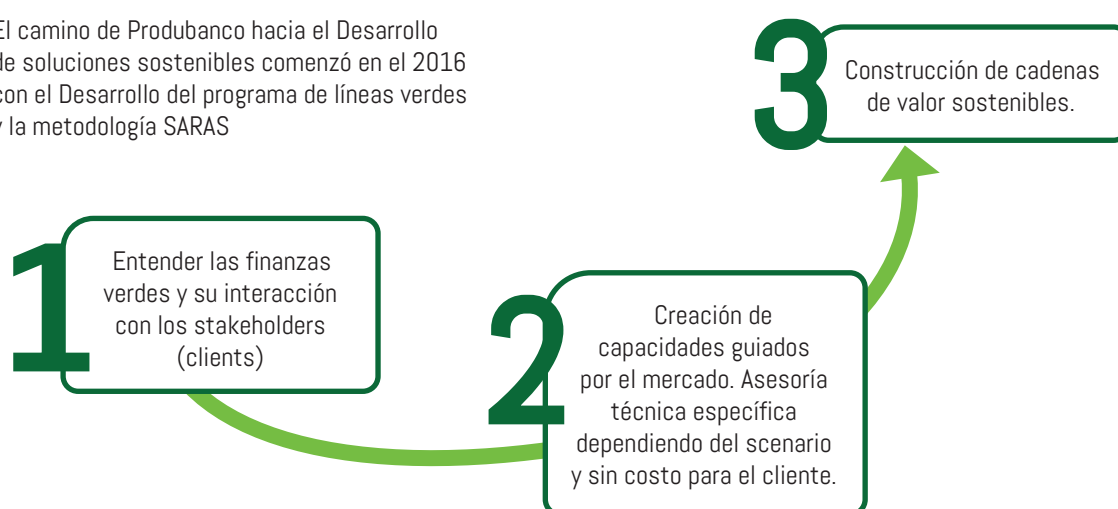 El camino de Produbanco hacia el Desarrollo
de soluciones sostenibles comenzó en el 2016
con el Desarrollo del programa de líneas verdes
y la metodología SARAS
1
Entender las finanzas
verdes y su interacción
con los stakeholders
(clients)
2
Creación de
capacidades guiados
por el mercado. Asesoría
técnica específica
dependiendo del scenario
y sin costo para el cliente.
3
Construcción de cadenas
de valor sostenibles.